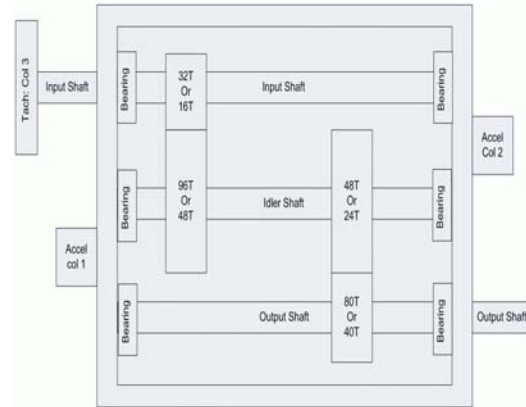 Tach: Col 3
Input Shaft
Bearing
32T
Or
16T
Input Shaft
Bearing
Accel
Col 2
Bearing
96T
Or
48T
Idler Shaft
48T
Or
24T
Bearing
Accel
col 1
Bearing
Output Shaft
80T
Or
40T
Bearing
Output Shaft